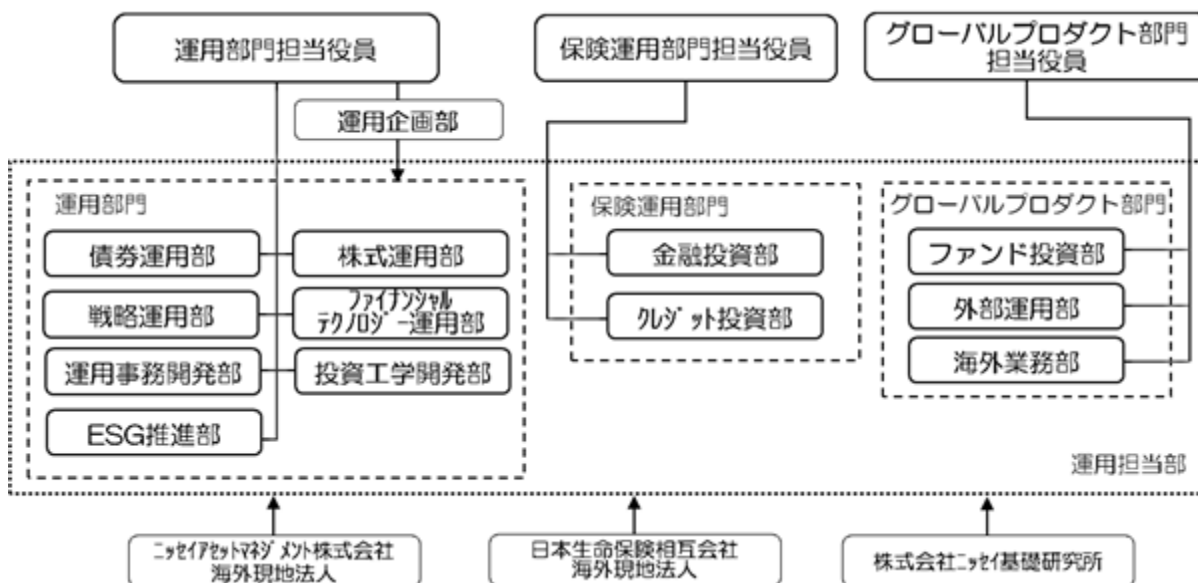 運用部門担当役員
保険運用部門担当役員
グローバルプロダクト部門
担当役員
運用企画部
運用部門
債券運用部
株式運用部
戦略運用部
ファイナンシャル
テクノロジー運用部
運用事務開発部
投資工学開発部
ESG推進部
保険運用部門
金融投資部
クレジット投資部
グローバルプロダクト部門
ファンド投資部
外部運用部
海外業務部
運用担当部
ニッセイアセットマネジメント株式会社
海外現地法人
日本生命保険相互会社
海外現地法人
株式会社ニッセイ基礎研究所